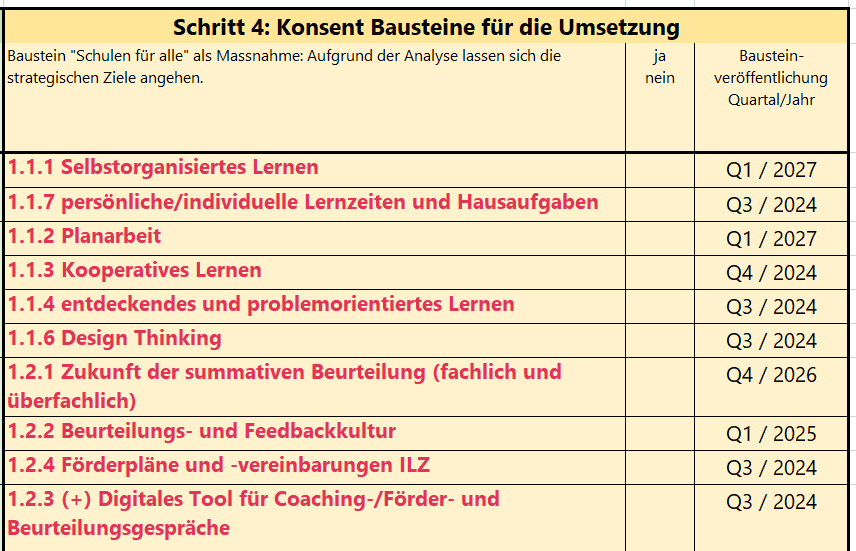 Schritt 4: Konsent Bausteine für die Umsetzung
Baustein "Schulen für alle" als Massnahme: Aufgrund der Analyse lassen sich die
strategischen Ziele angehen.
ja
nein
Baustein-
veröffentlichung
Quartal/Jahr
1.1.1 Selbstorganisiertes Lernen
Q1 / 2027
1.1.7 persönliche/individuelle Lernzeiten und Hausaufgaben
Q3 / 2024
1.1.2 Planarbeit
Q1 / 2027
1.1.3 Kooperatives Lernen
Q4 / 2024
1.1.4 entdeckendes und problemorientiertes Lernen
Q3 / 2024
1.1.6 Design Thinking
Q3 / 2024
1.2.1 Zukunft der summativen Beurteilung (fachlich und
überfachlich)
Q4 / 2026
1.2.2 Beurteilungs- und Feedbackkultur
Q1 / 2025
1.2.4 Förderpläne und -vereinbarungen ILZ
Q3 / 2024
1.2.3 (+) Digitales Tool für Coaching-/Förder- und
Beurteilungsgespräche
Q3 / 2024